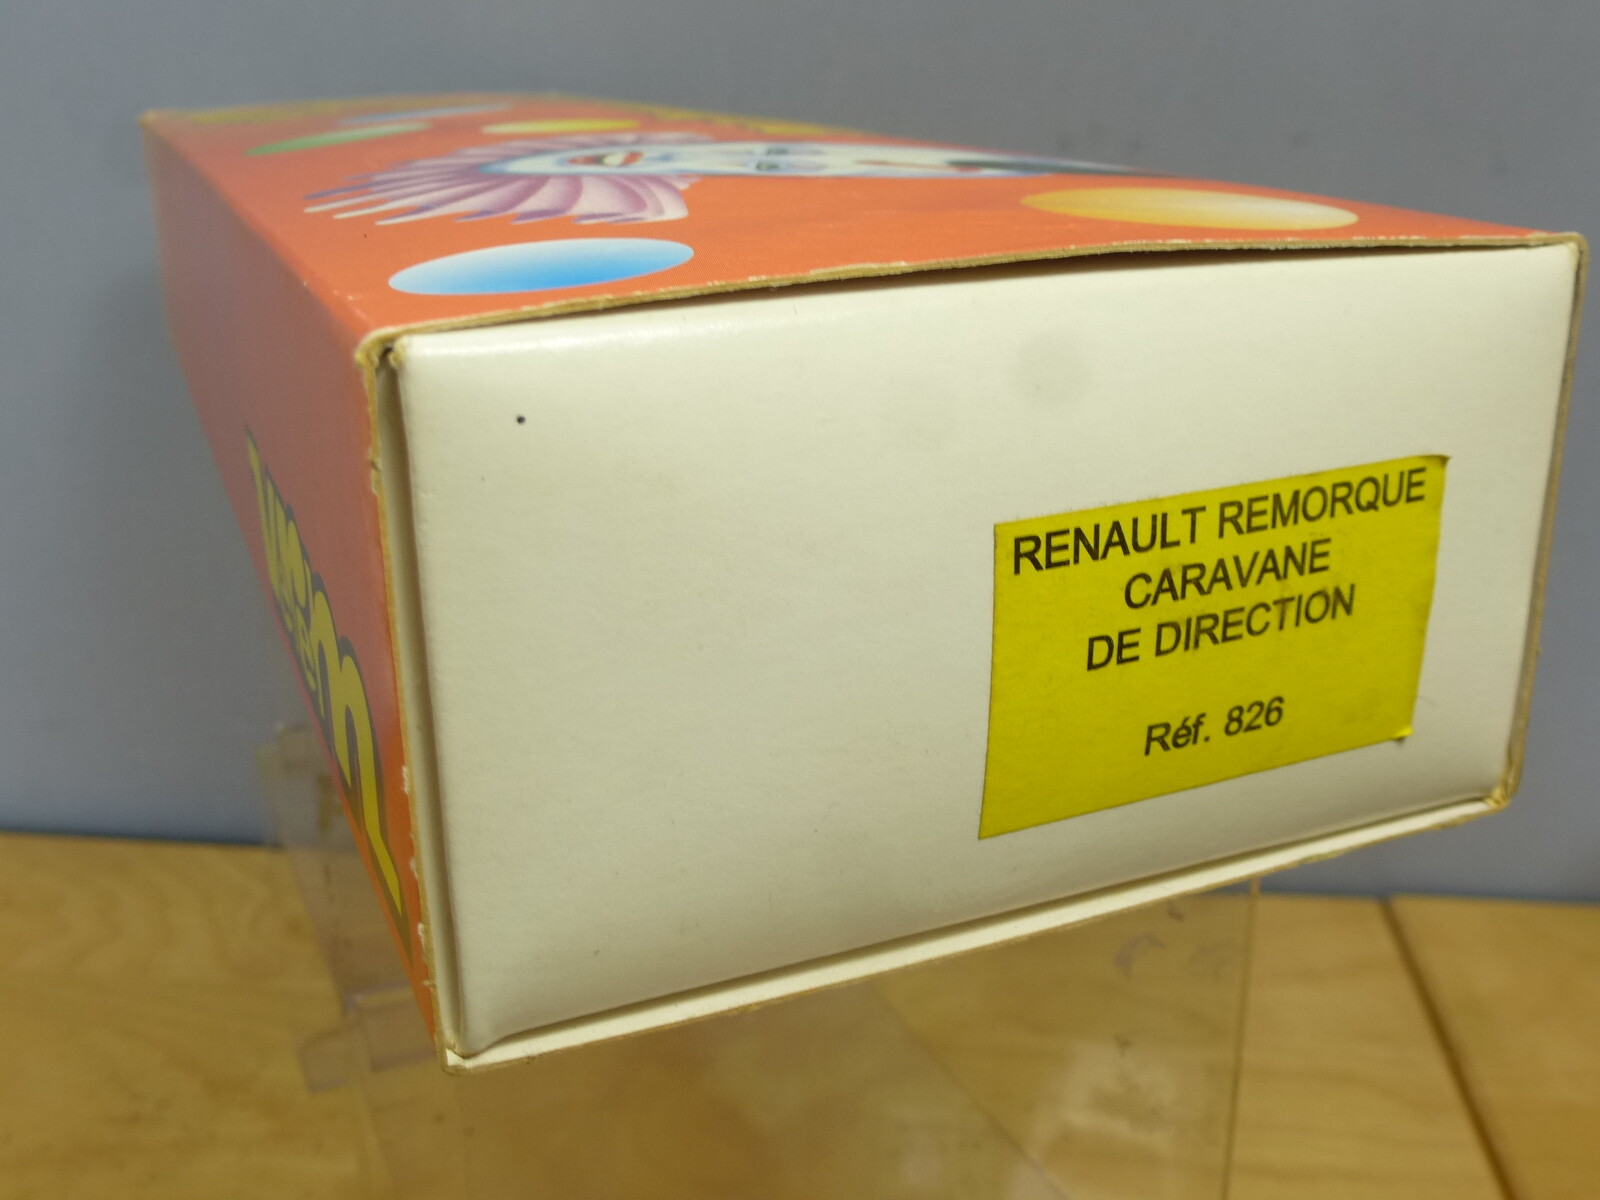 RENAULT REMORQUE
CARAVANE
DE DIRECTION
Réf. 826